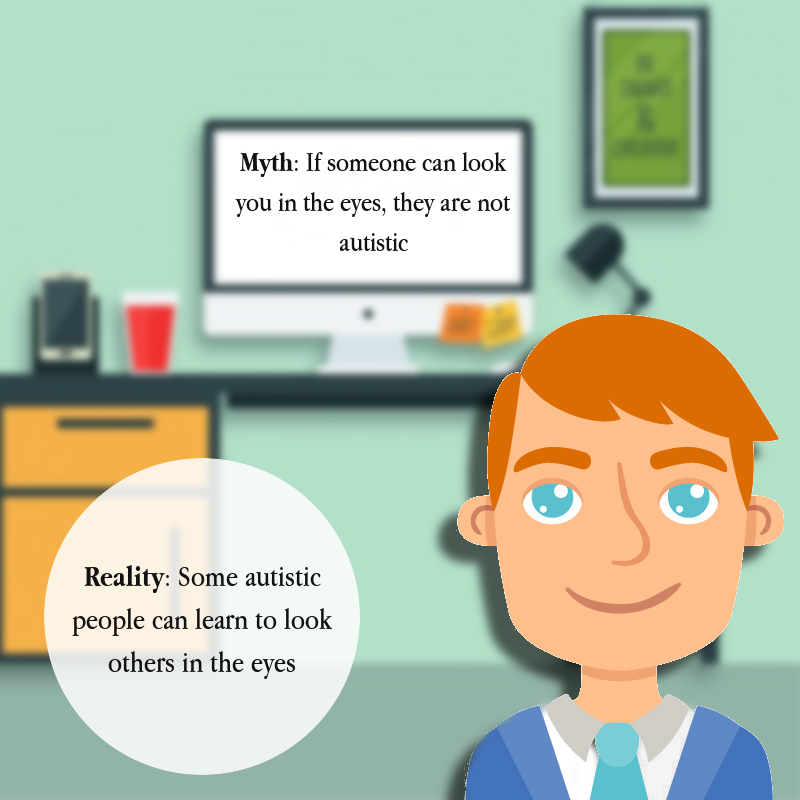 Myth: If someone can look
you in the eyes, they are not
autistic
Reality: Some autistic
people can learn to look
others in the eyes